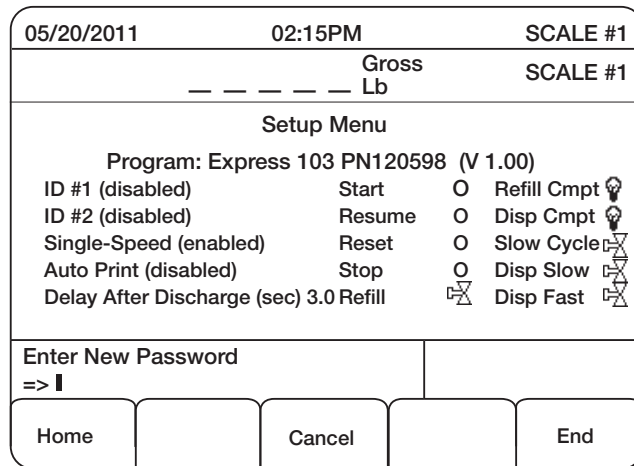 05/20/2011 02:15PM SCALE #1
Gross SCALE #1
_ _ _ _ _ Lb
Setup Menu
Program: Express 103 PN120598 (V 1.00)
ID #1 (disabled) Start O Refill Cmpt
ID #2 (disabled) Resume O Disp Cmpt
Single-Speed (enabled) Reset O Slow Cycle
Auto Print (disabled) Stop O Disp Slow
Delay After Discharge (sec) 3.0 Refill Disp Fast
Enter New Password
=>
Home Cancel End